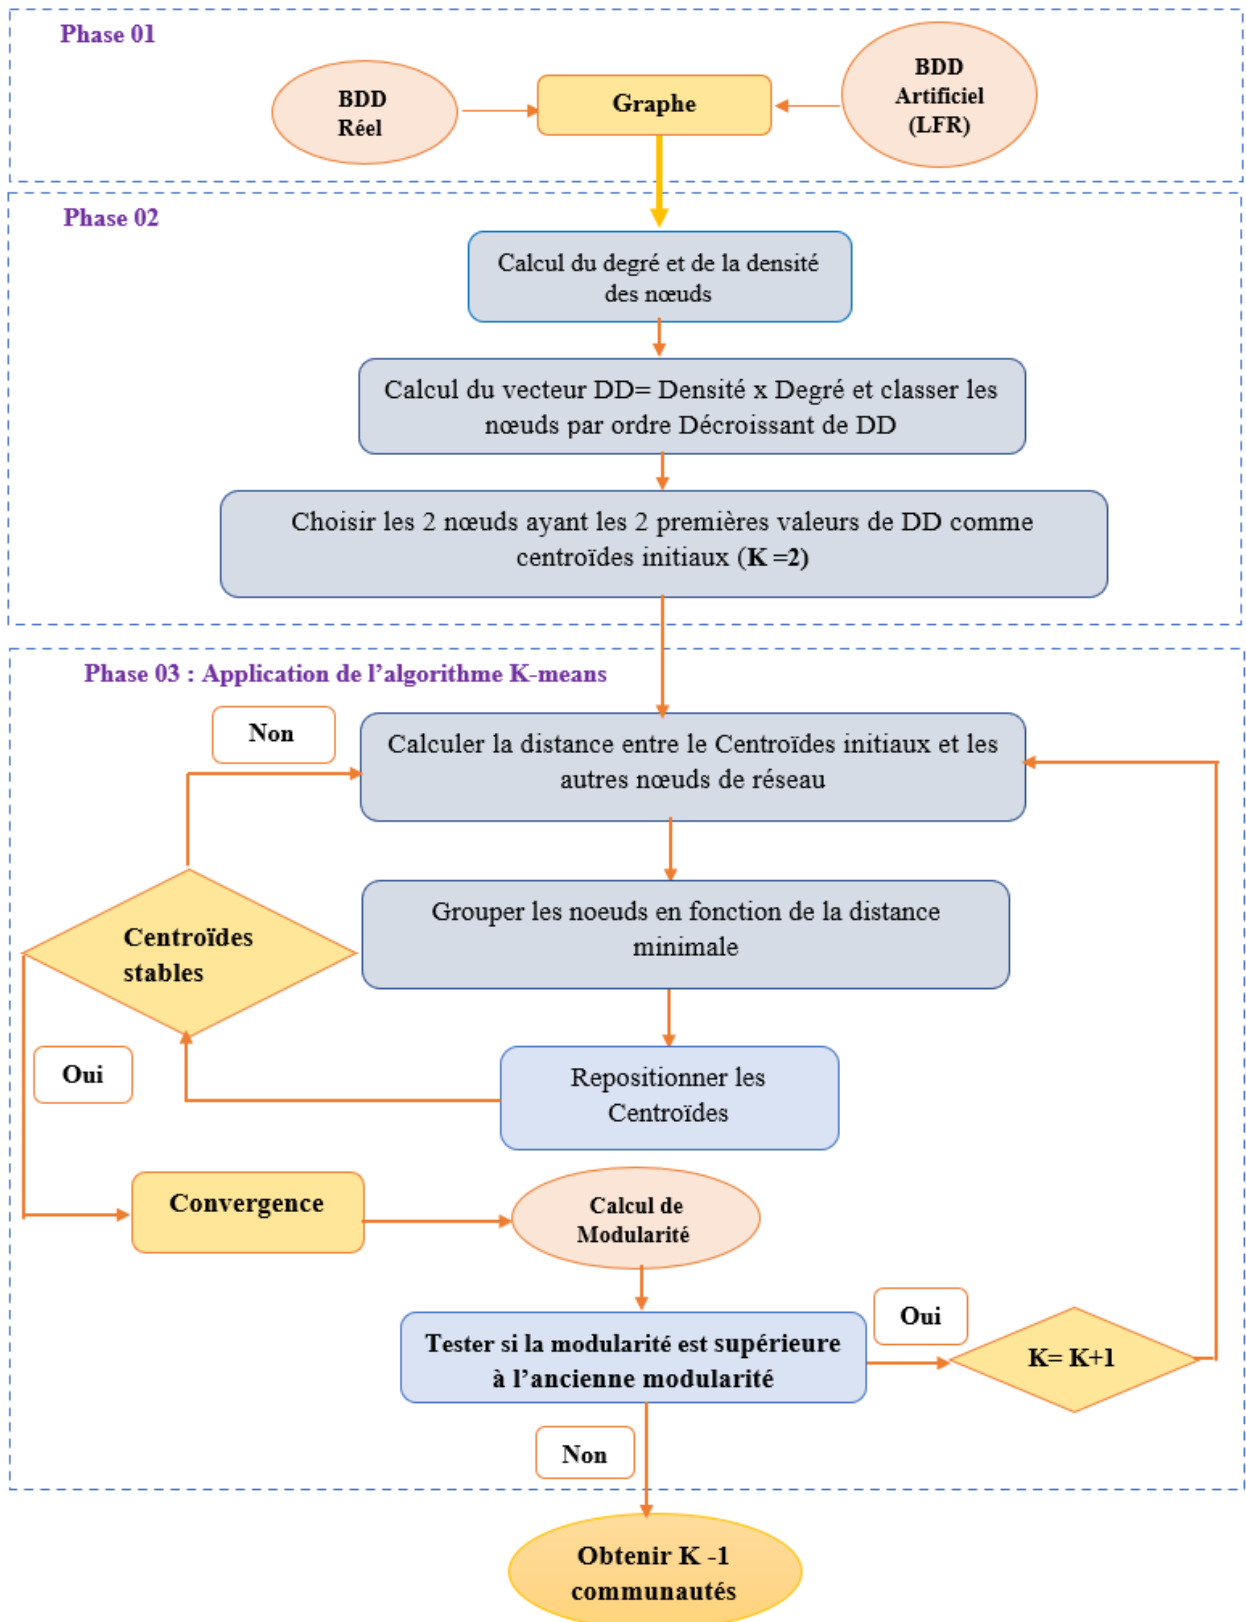 Phase 01
BDD
Réel
Graphe
BDD
Artificiel
(LFR)
Phase 02
Calcul du degré et de la densité
des nœuds
Calcul du vecteur DD= Densité x Degré et classer les
nœuds par ordre Décroissant de DD
Choisir les 2 nœuds ayant les 2 premières valeurs de DD comme
centroïdes initiaux (K =2)
Phase 03 : Application de l’algorithme K-means
Non
Calculer la distance entre le Centroïdes initiaux et les
autres nœuds de réseau
Centroïdes
stables
Grouper les noeuds en fonction de la distance
minimale
Oui
Repositionner les
Centroïdes
Convergence
Calcul de
Modularité
Tester si la modularité est supérieure
à l’ancienne modularité
Oui
K= K+1
Non
Obtenir K -1
communautés